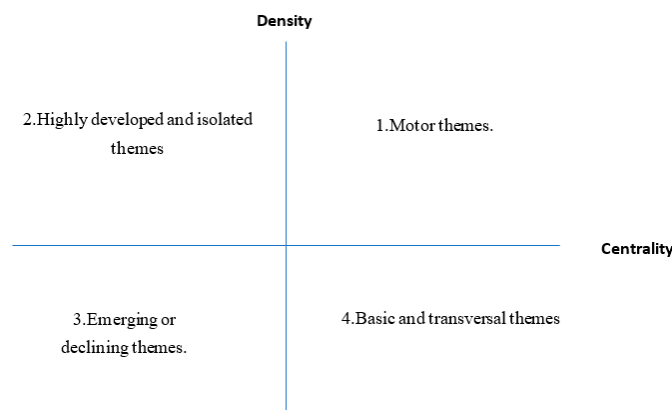 Density
2.Highly developed and isolated
themes
1.Motor themes.
Centrality
3.Emerging or
declining themes.
4.Basic and transversal themes